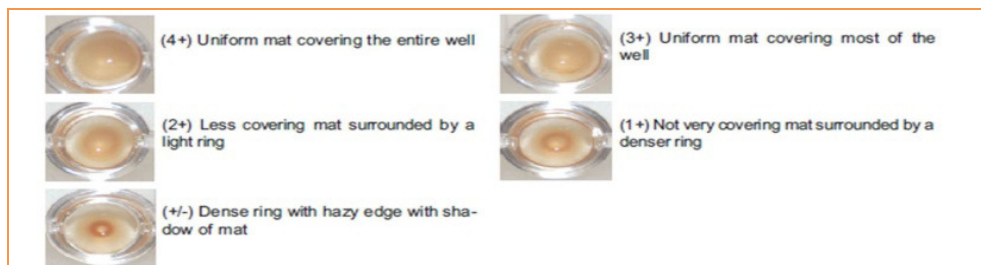 (4+) Uniform mat covering the entire well
(3+) Uniform mat covering most of the
well
(2+) Less covering mat surrounded by a
light ring
(1+) Not very covering mat surrounded by a
denser ring
(+/-) Dense ring with hazy edge with sha-
dow of mat